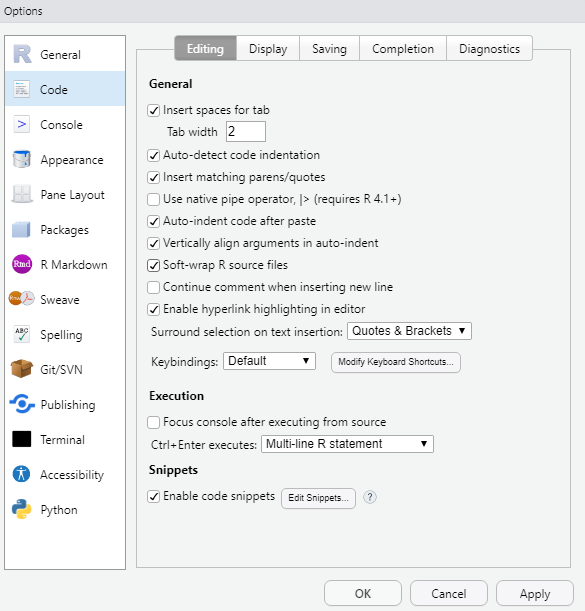 Options
General
Code
Console
Appearance
Pane Layout
Packages
R Markdown
Sweave
Spelling
Git/SVN
Publishing
Terminal
Accessibility
Python
Editing Display Saving Completion Diagnostics
General
Insert spaces for tab
Tab width 2
Auto-detect code indentation
Insert matching parens/quotes
Use native pipe operator, |> (requires R 4.1+)
Auto-indent code after paste
Vertically align arguments in auto-indent
Soft-wrap R source files
Continue comment when inserting new line
Enable hyperlink highlighting in editor
Surround selection on text insertion: Quotes & Brackets
Keybindings: Default Modify Keyboard Shortcuts...
Execution
Focus console after executing from source
Ctrl+Enter executes: Multi-line R statement
Snippets
Enable code snippets Edit Snippets... ?
OK Cancel Apply